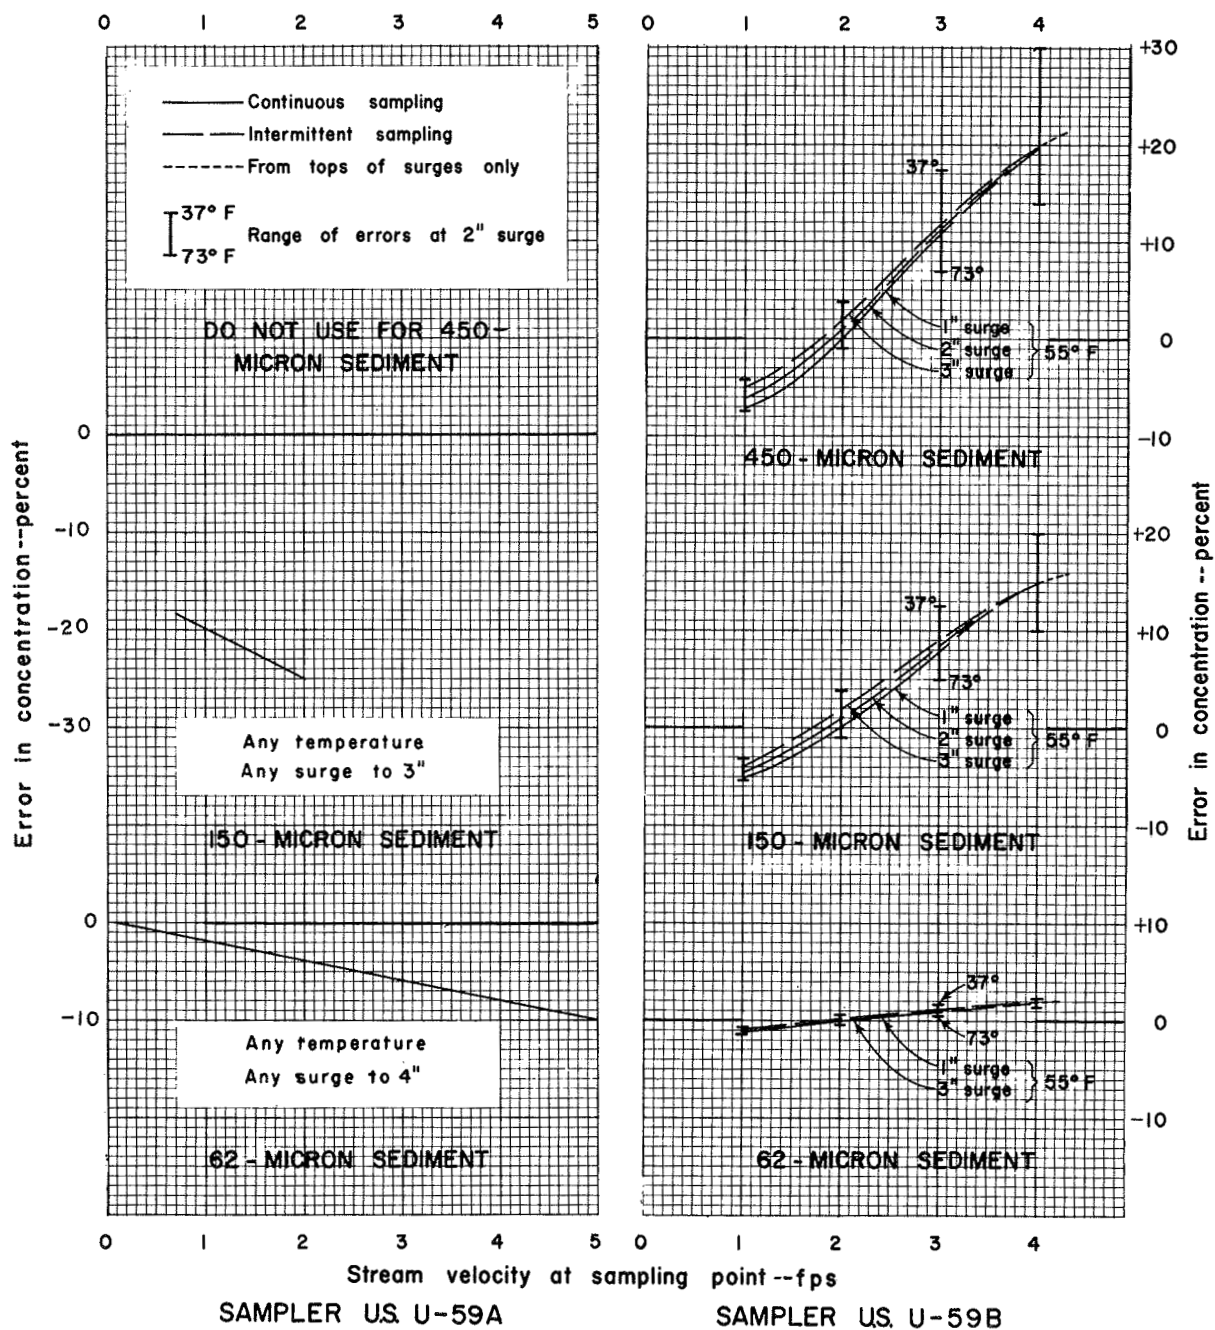 0 1 2 3 4 5
0 1 2 3 4
Continuous sampling
Intermittent sampling
From tops of surges only
37° F
Range of errors at 2" surge
73° F
DO NOT USE FOR 450-
MICRON SEDIMENT
0
-10
-20
-30
Any temperature
Any surge to 3"
150-MICRON SEDIMENT
0
-10
Any temperature
Any surge to 4"
62-MICRON SEDIMENT
Error in concentration--percent
+30
+20
+10
0
-10
37°
73°
1" surge
2" surge
3" surge
55° F
450-MICRON SEDIMENT
+20
+10
0
-10
37°
73°
1" surge
2" surge
3" surge
55° F
150-MICRON SEDIMENT
+10
0
-10
37°
73°
1" surge
3" surge
55° F
62-MICRON SEDIMENT
Error in concentration--percent
0 1 2 3 4 5
0 1 2 3 4
Stream velocity at sampling point--fps
SAMPLER U.S. U-59A
SAMPLER U.S. U-59B